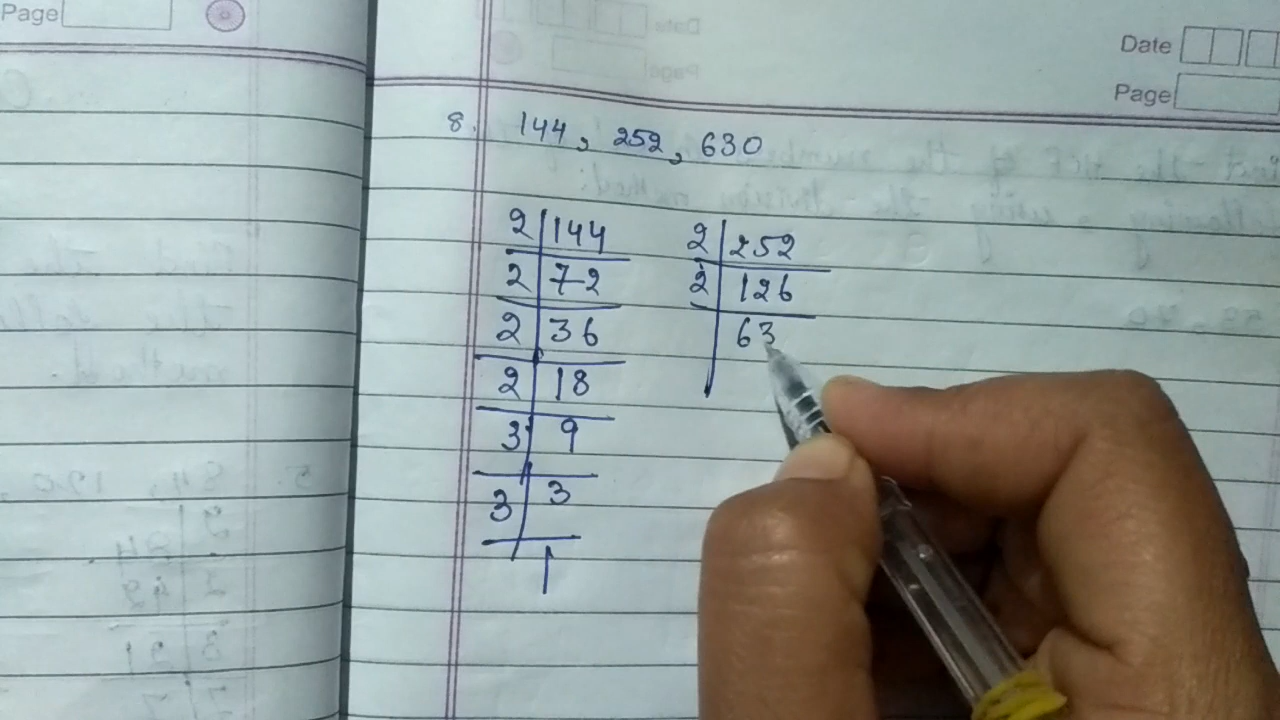 Page
Date
Page
8. 144, 252, 630
2 144
2 72
2 36
2 18
3 9
3 3
1
2 252
2 126
63